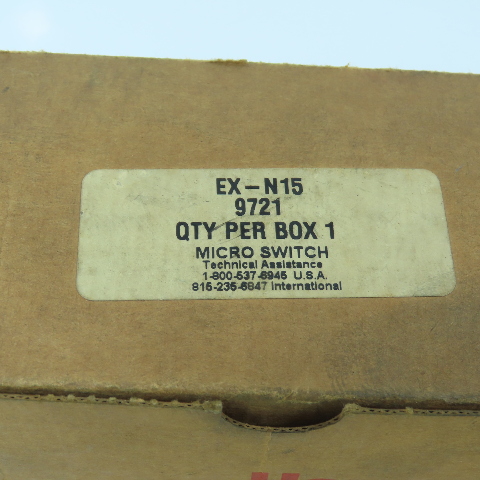 EX-N15
9721
QTY PER BOX 1
MICRO SWITCH
Technical Assistance
1-800-537-6945 U.S.A.
815-235-6847 International